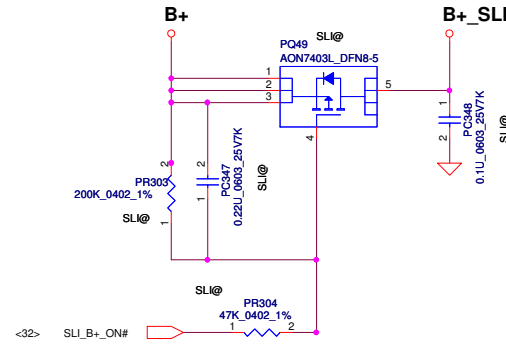 B+
B+_SLI
SLI@
PQ49
AON7403L_DFN8-5
1
2
3
5
4
1
2
PC348
0.1U_0603_25V7K
SLI@
2
PR303
200K_0402_1%
SLI@
1
2
1
PC347
0.22U_0603_25V7K
SLI@
SLI@
PR304
47K_0402_1%
<32>
SLI_B+_ON#
1
2